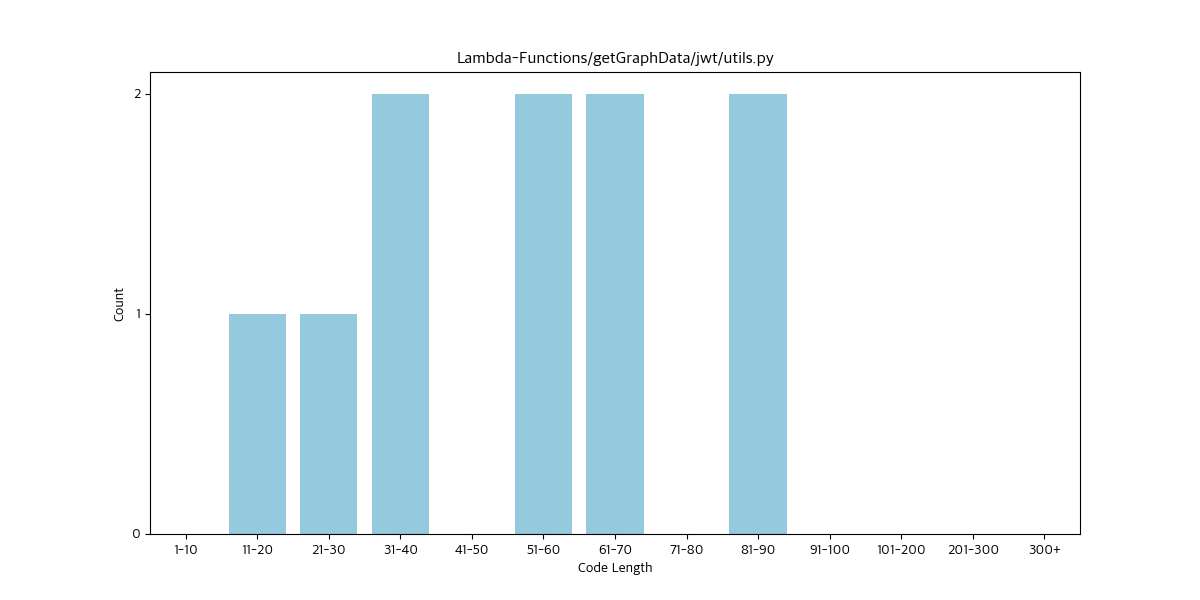 Lambda-Functions/getGraphData/jwt/utils.py
Count
2
1
0
1-10 11-20 21-30 31-40 41-50 51-60 61-70 71-80 81-90 91-100 101-200 201-300 300+
Code Length